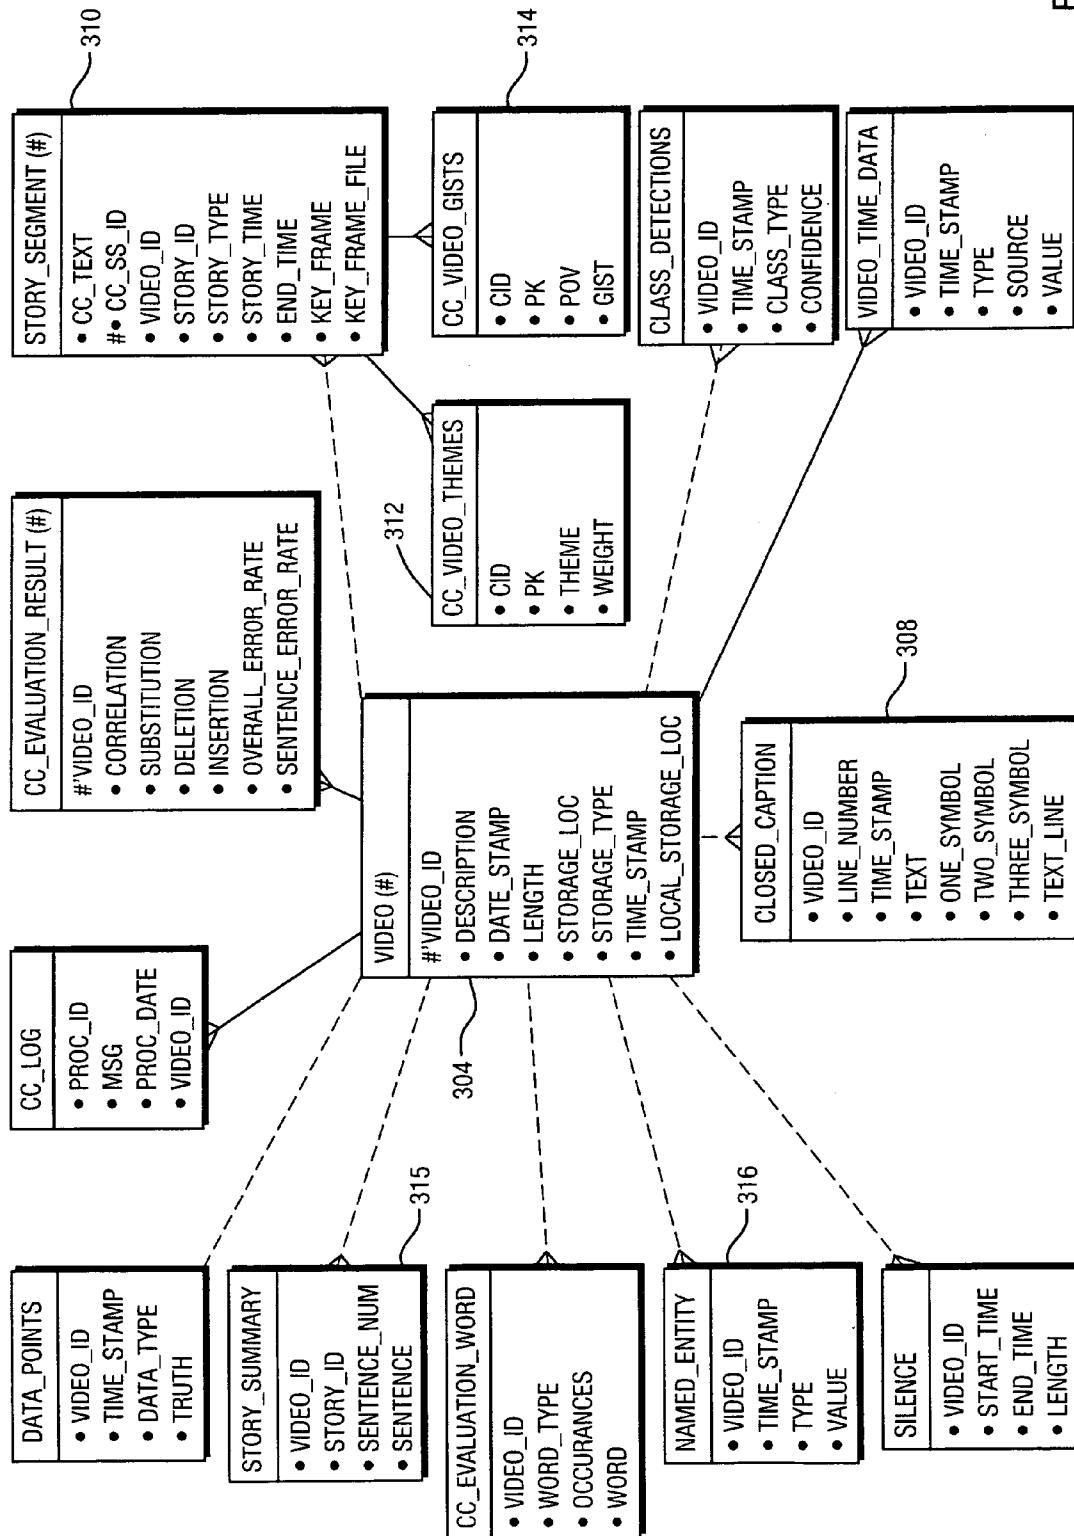 DATA_POINTS
• VIDEO_ID
• TIME_STAMP
• DATA_TYPE
• TRUTH
CC_LOG
• PROC_ID
• MSG
• PROC_DATE
• VIDEO_ID
CC_EVALUATION_RESULT (#)
#'VIDEO_ID
• CORRELATION
• SUBSTITUTION
• DELETION
• INSERTION
• OVERALL_ERROR_RATE
• SENTENCE_ERROR_RATE
STORY_SEGMENT (#)
• CC_TEXT
#• CC_SS_ID
• VIDEO_ID
• STORY_ID
• STORY_TYPE
• STORY_TIME
• END_TIME
• KEY_FRAME
• KEY_FRAME_FILE
310
STORY_SUMMARY
• VIDEO_ID
• STORY_ID
• SENTENCE_NUM
• SENTENCE
315
VIDEO (#)
#'VIDEO_ID
• DESCRIPTION
• DATE_STAMP
• LENGTH
• STORAGE_LOC
• STORAGE_TYPE
• TIME_STAMP
• LOCAL_STORAGE_LOC
304
312
CC_VIDEO_THEMES
• CID
• PK
• THEME
• WEIGHT
CC_VIDEO_GISTS
• CID
• PK
• POV
• GIST
314
CC_EVALUATION_WORD
• VIDEO_ID
• WORD_TYPE
• OCCURANCES
• WORD
NAMED_ENTITY
• VIDEO_ID
• TIME_STAMP
• TYPE
• VALUE
316
CLASS_DETECTIONS
• VIDEO_ID
• TIME_STAMP
• CLASS_TYPE
• CONFIDENCE
SILENCE
• VIDEO_ID
• START_TIME
• END_TIME
• LENGTH
CLOSED_CAPTION
• VIDEO_ID
• LINE_NUMBER
• TIME_STAMP
• TEXT
• ONE_SYMBOL
• TWO_SYMBOL
• THREE_SYMBOL
• TEXT_LINE
308
VIDEO_TIME_DATA
• VIDEO_ID
• TIME_STAMP
• TYPE
• SOURCE
• VALUE